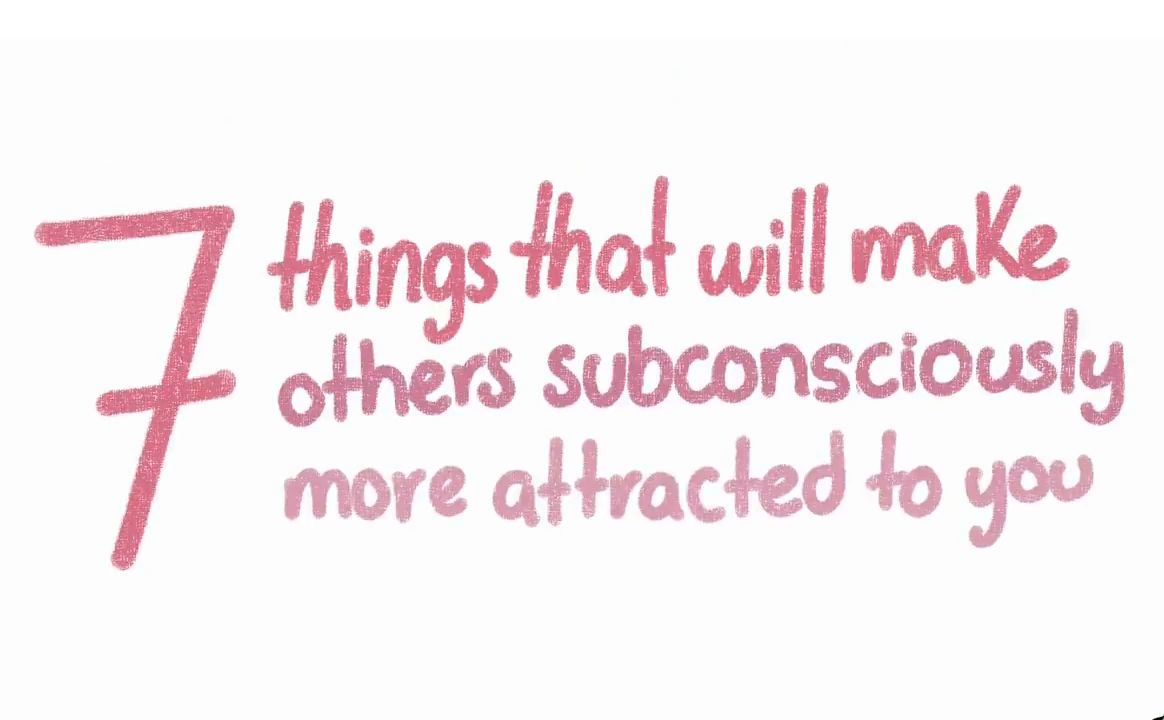 7 things that will make
others subconsciously
more attracted to you